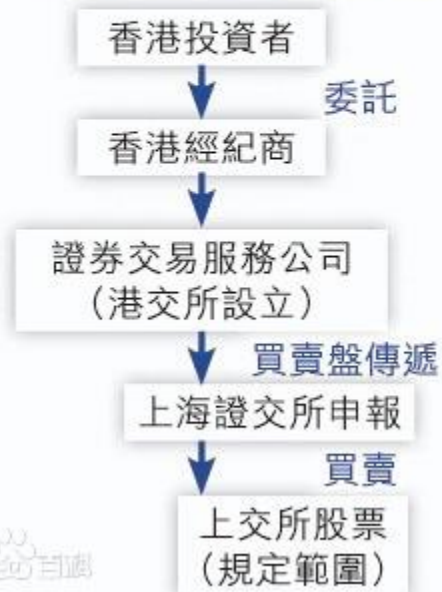 香港投資者
委託
香港經紀商
證券交易服務公司
（港交所設立）
買賣盤傳遞
上海證交所申報
買賣
上交所股票
（規定範圍）
百科